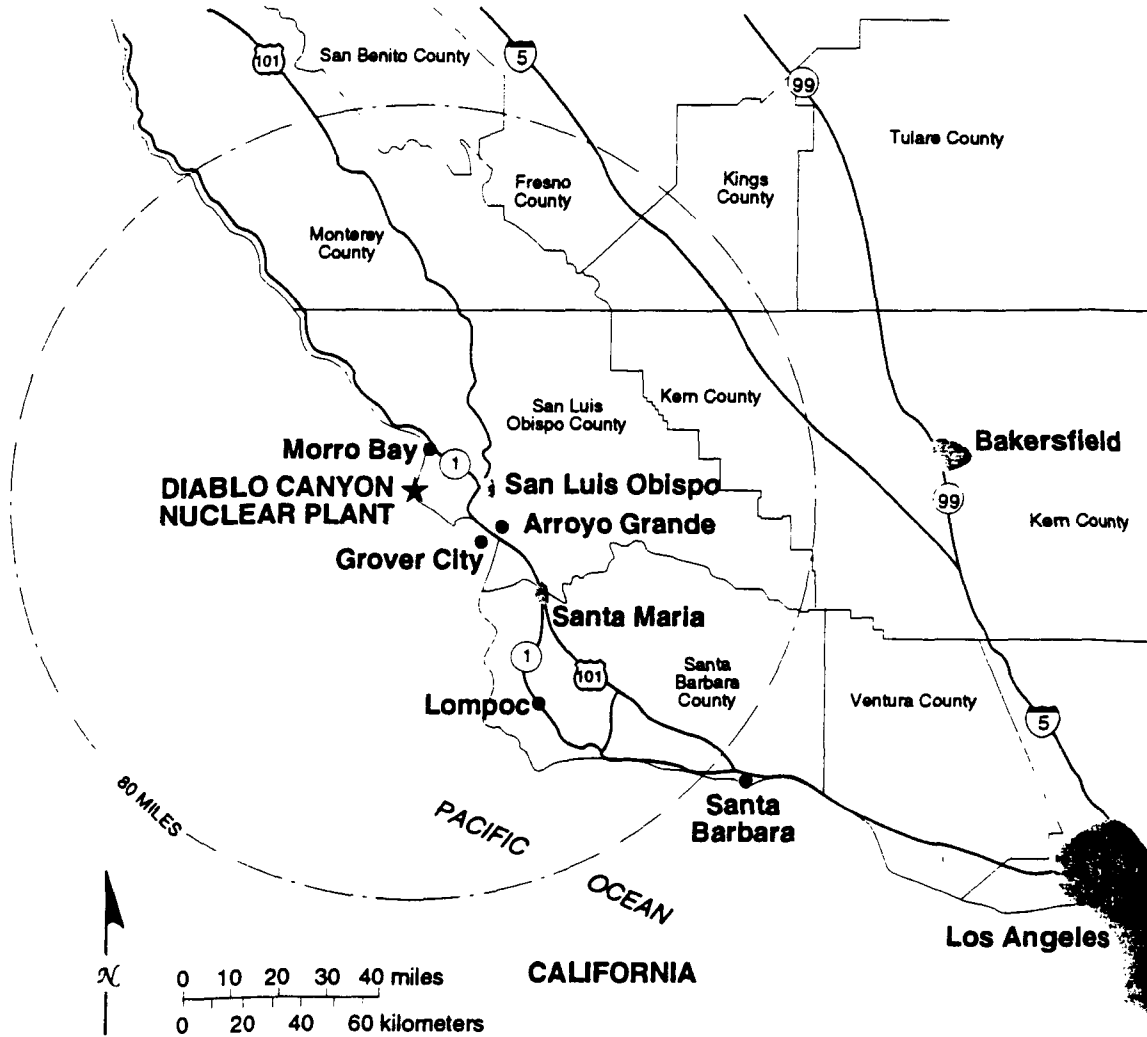 101
San Benito County
5
99
Tulare County
Fresno
County
Kings
County
Monterey
County
San Luis
Obispo County
Kern County
Morro Bay
1
Bakersfield
DIABLO CANYON
NUCLEAR PLANT
San Luis Obispo
99
Kern County
Arroyo Grande
Grover City
Santa Maria
1
101
Santa
Barbara
County
Lompoc
Ventura County
5
80 MILES
PACIFIC
OCEAN
Santa
Barbara
Los Angeles
N
0 10 20 30 40 miles
0 20 40 60 kilometers
CALIFORNIA